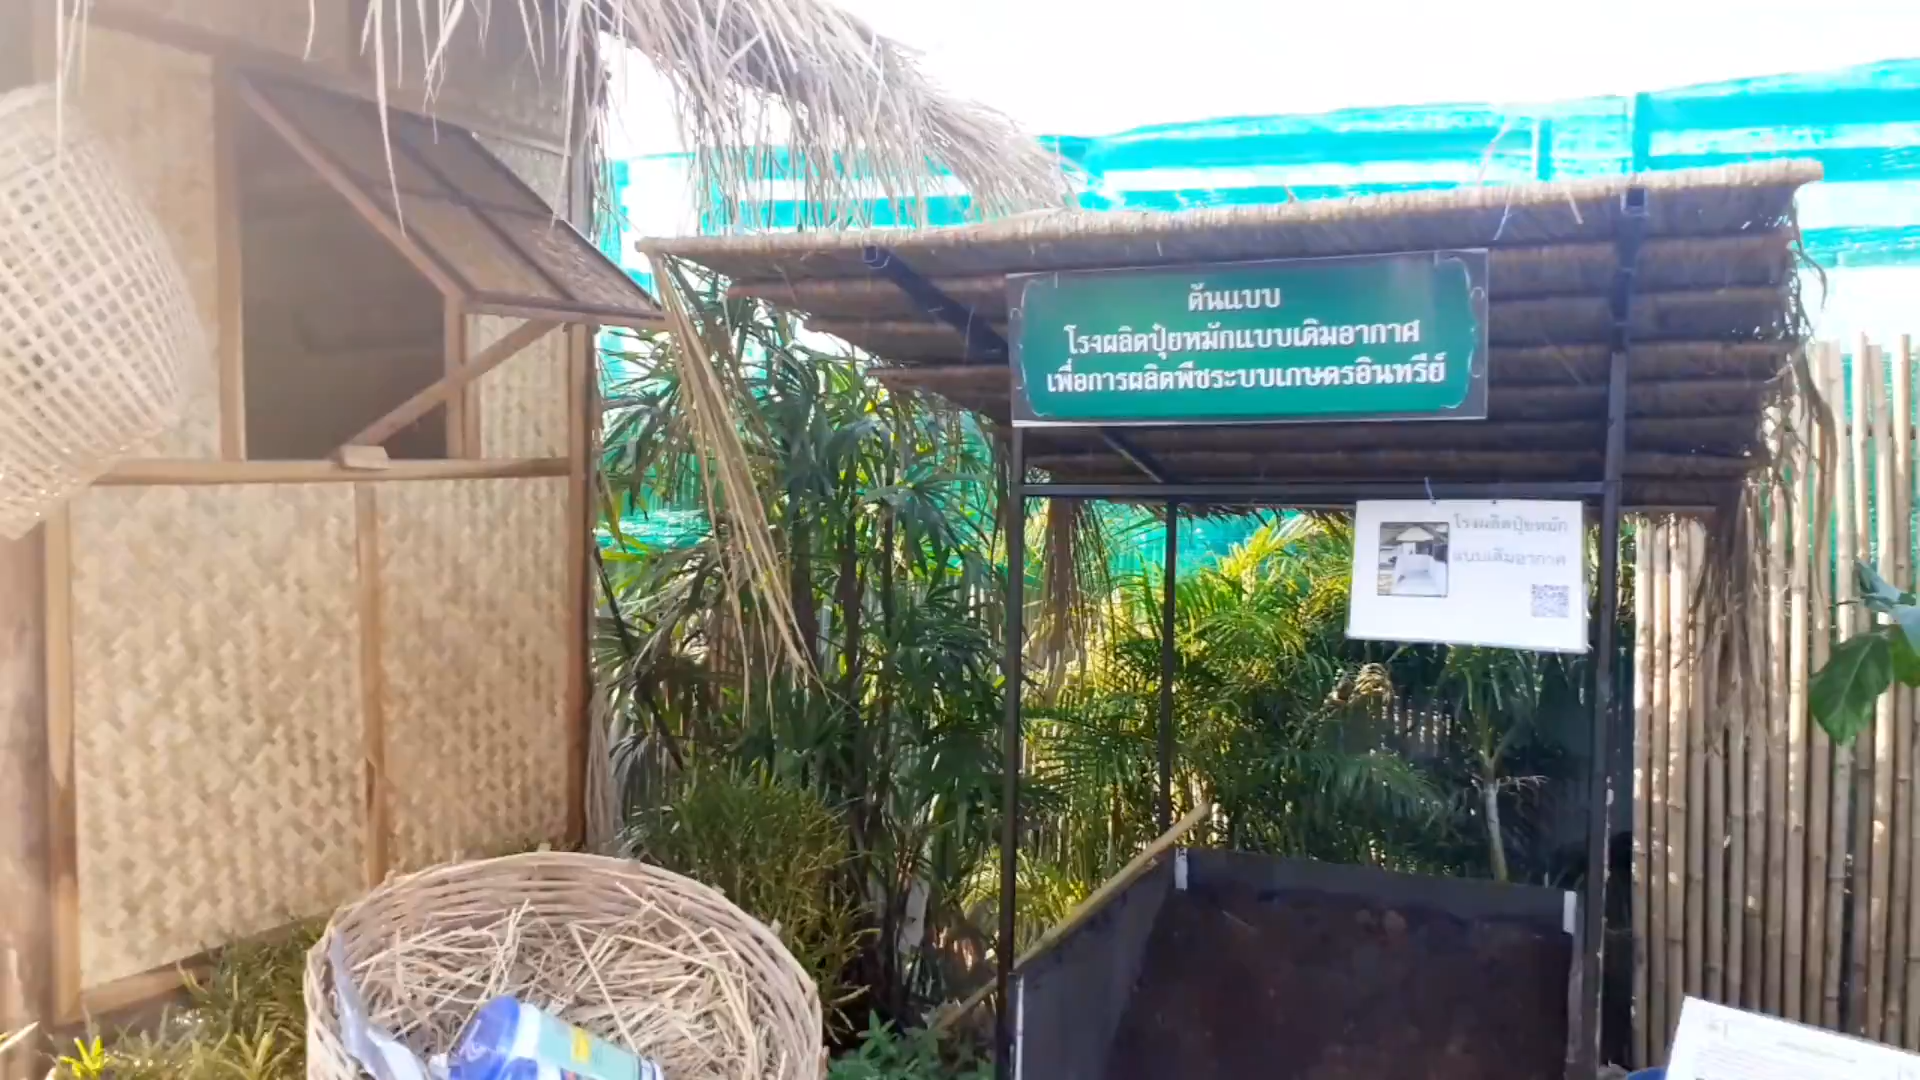 ต้นแบบ
โรงผลิตปุ๋ยหมักแบบเติมอากาศ
เพื่อการผลิตพืชระบบเกษตรอินทรีย์
โรงผลิตปุ๋ยหมัก
แบบเติมอากาศ